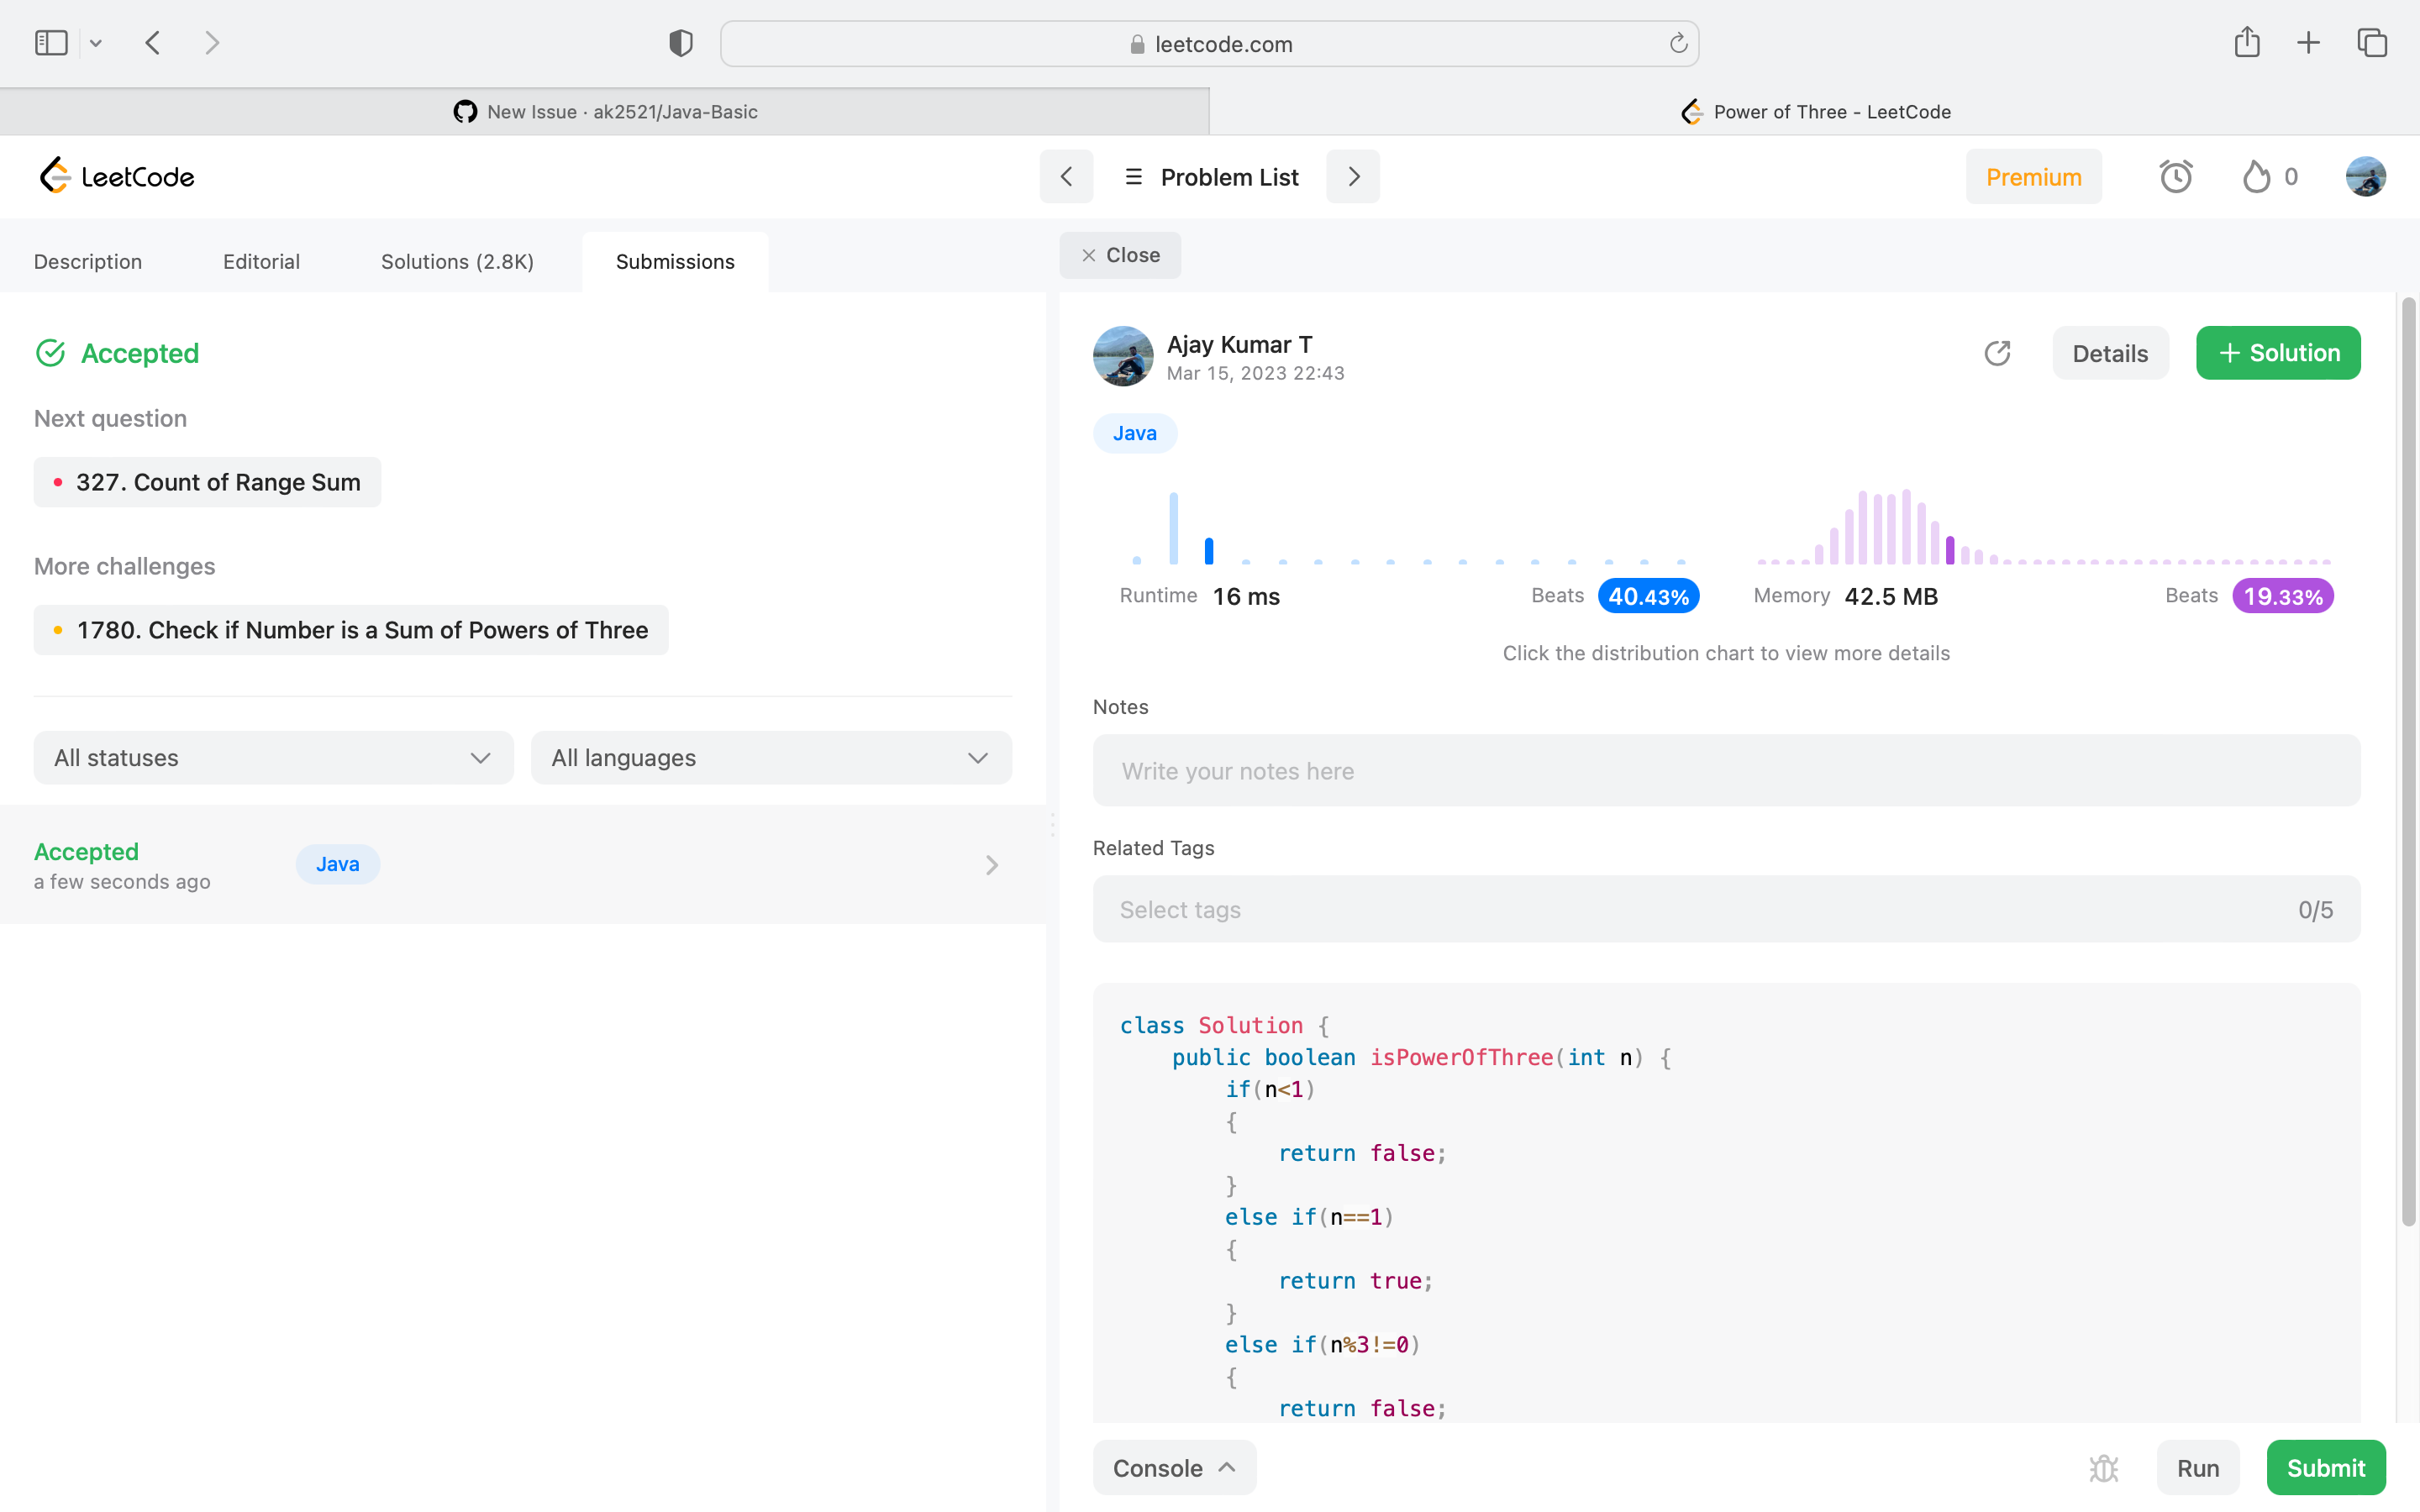 leetcode.com
New Issue · ak2521/Java-Basic
Power of Three - LeetCode
LeetCode
Problem List
Premium
0
Description
Editorial
Solutions (2.8K)
Submissions
Close
Accepted
Next question
327. Count of Range Sum
More challenges
1780. Check if Number is a Sum of Powers of Three
All statuses
All languages
Accepted
a few seconds ago
Java
Ajay Kumar T
Mar 15, 2023 22:43
Details
Solution
Java
Runtime 16 ms
Beats 40.43%
Memory 42.5 MB
Beats 19.33%
Click the distribution chart to view more details
Notes
Write your notes here
Related Tags
Select tags
0/5
class Solution {
    public boolean isPowerOfThree(int n) {
        if(n<1)
        {
            return false;
        }
        else if(n==1)
        {
            return true;
        }
        else if(n%3!=0)
        {
            return false;
Console
Run
Submit